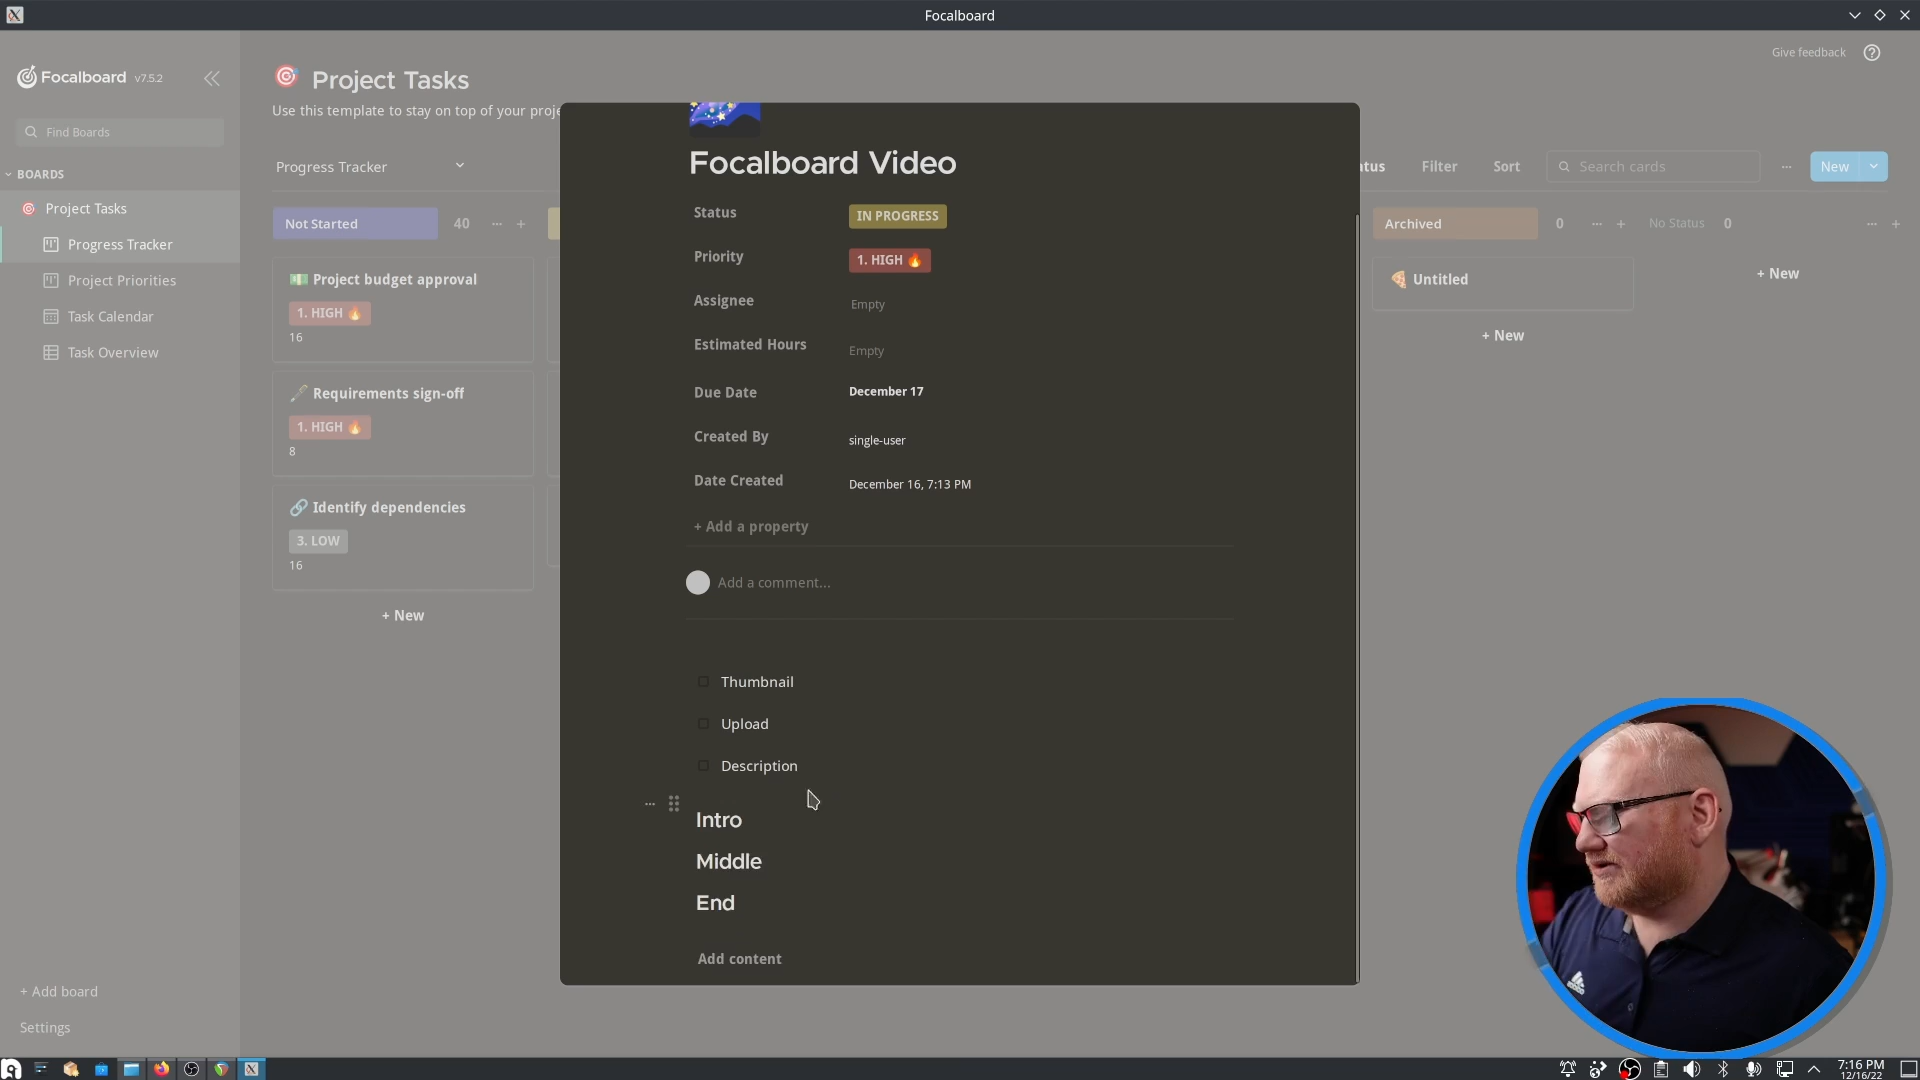 Focalboard
Focalboard v7.5.2
Find Boards
BOARDS
Project Tasks
Progress Tracker
Project Priorities
Task Calendar
Task Overview
+ Add board
Settings
Give feedback
Project Tasks
Use this template to stay on top of your proje
Progress Tracker
tus
Filter
Sort
Search cards
New
Not Started 40
Project budget approval
1. HIGH 🔥
16
Requirements sign-off
1. HIGH 🔥
8
Identify dependencies
3. LOW
16
+ New
Focalboard Video
Status IN PROGRESS
Priority 1. HIGH 🔥
Assignee Empty
Estimated Hours Empty
Due Date December 17
Created By single-user
Date Created December 16, 7:13 PM
+ Add a property
Add a comment...
Thumbnail
Upload
Description
Intro
Middle
End
Add content
Archived 0
Untitled
+ New
No Status 0
+ New
7:16 PM
12/16/22